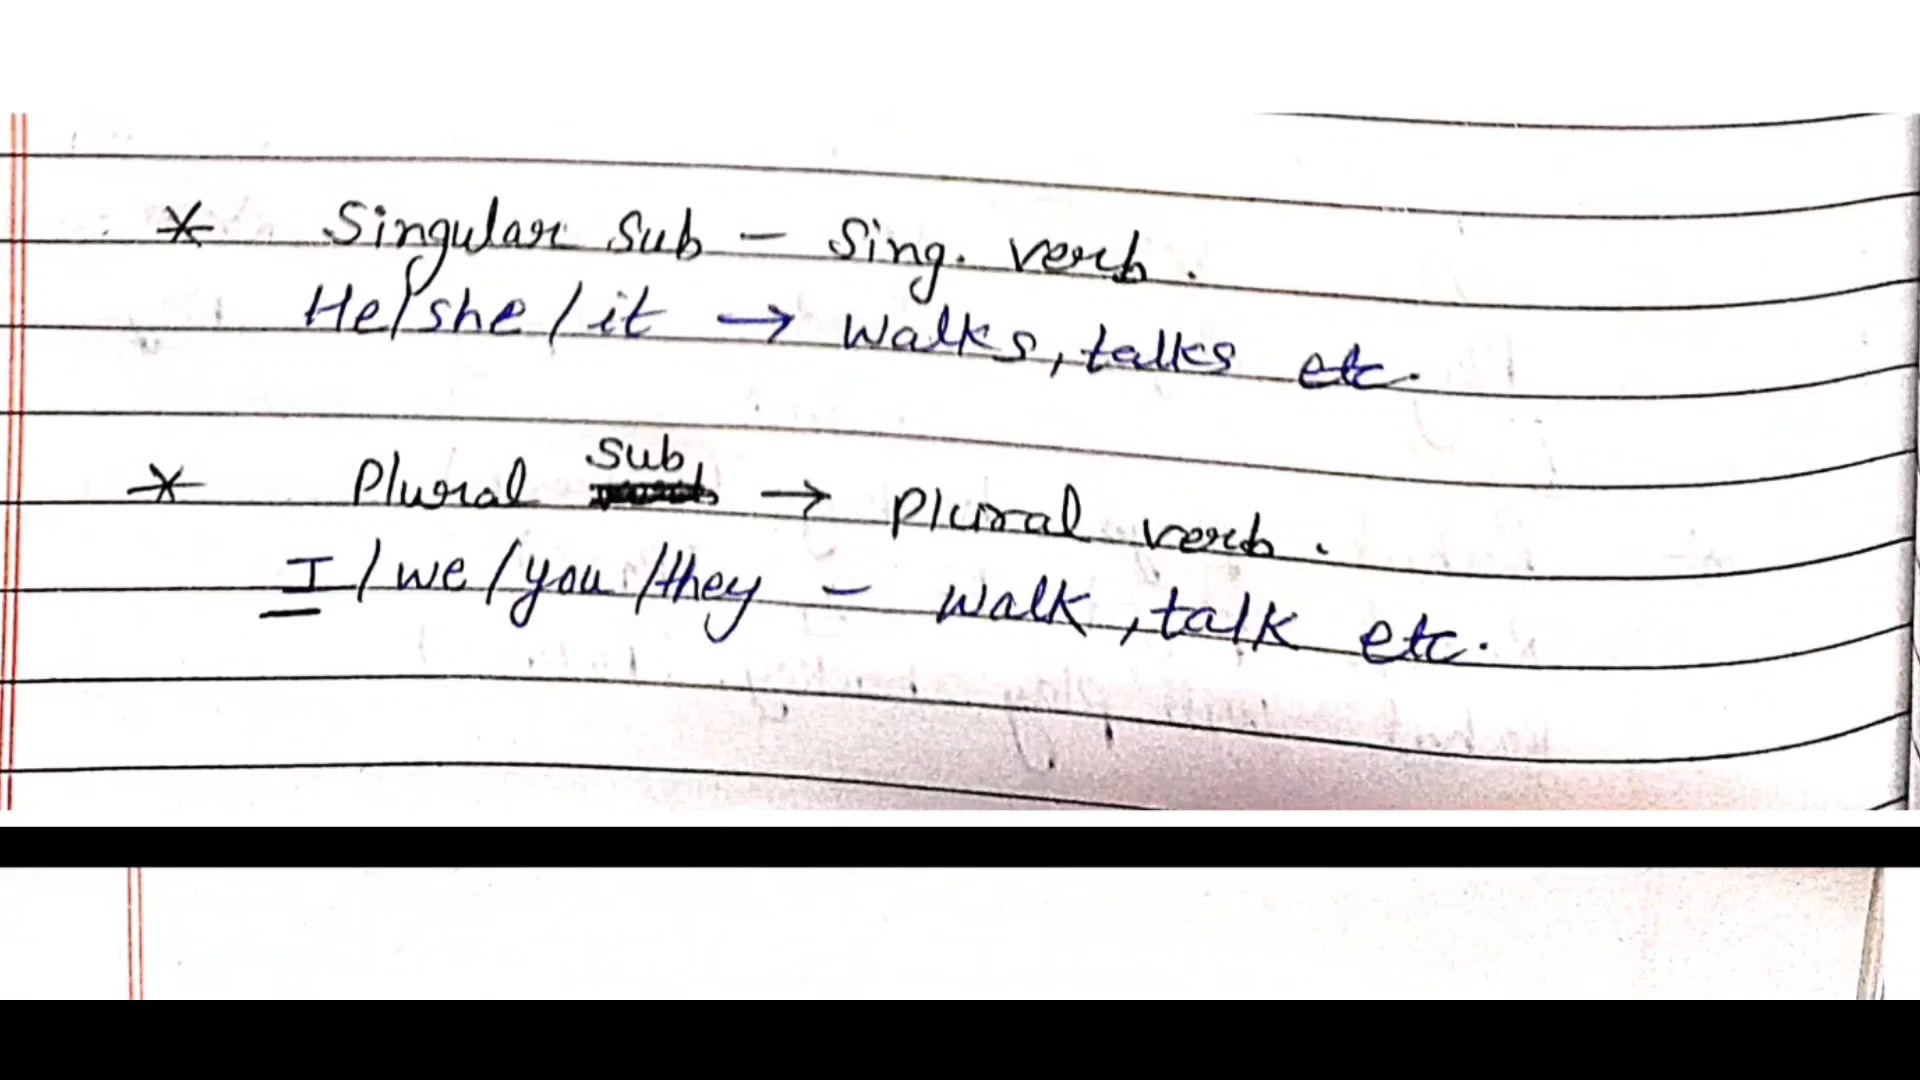 * Singular sub - Sing. verb.
He/she/it → walks, talks etc.
* Plural sub → plural verb.
I/we/you/they - walk, talk etc.